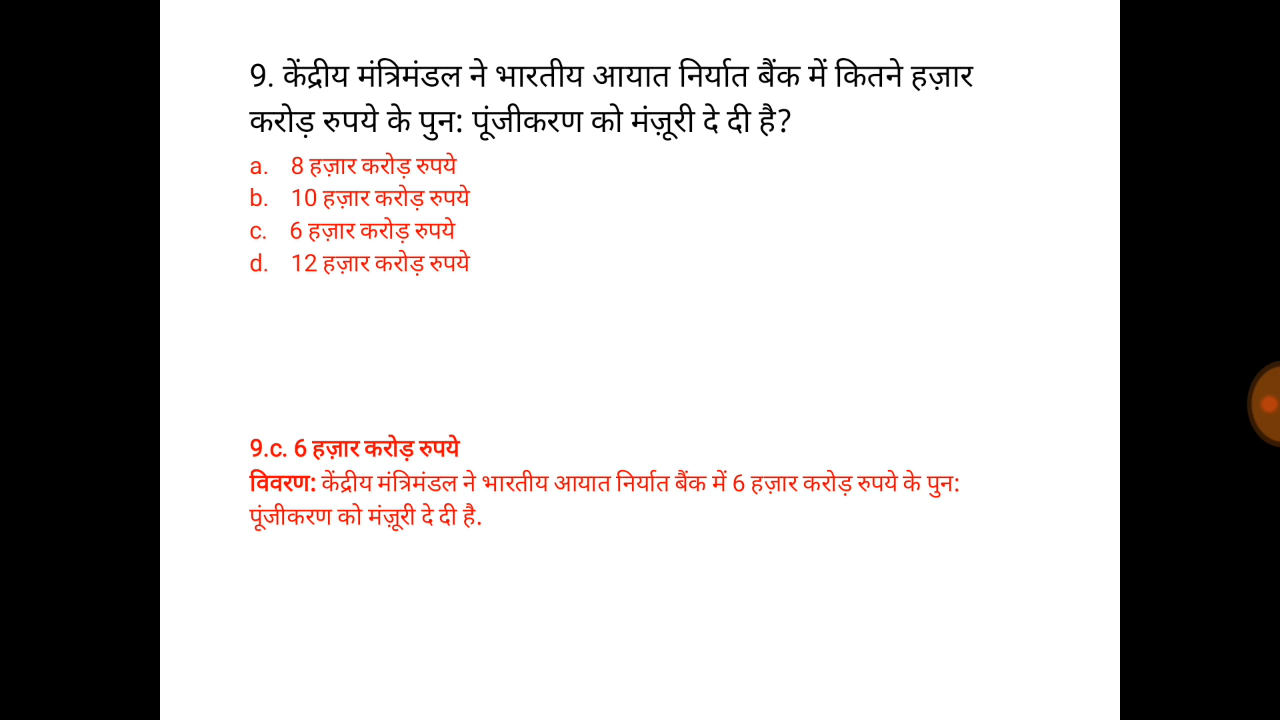 9. केंद्रीय मंत्रिमंडल ने भारतीय आयात निर्यात बैंक में कितने हज़ार
करोड़ रुपये के पुन: पूंजीकरण को मंज़ूरी दे दी है?
a. 8 हज़ार करोड़ रुपये
b. 10 हज़ार करोड़ रुपये
c. 6 हज़ार करोड़ रुपये
d. 12 हज़ार करोड़ रुपये
9.c. 6 हज़ार करोड़ रुपये
विवरण: केंद्रीय मंत्रिमंडल ने भारतीय आयात निर्यात बैंक में 6 हज़ार करोड़ रुपये के पुन:
पूंजीकरण को मंज़ूरी दे दी है.